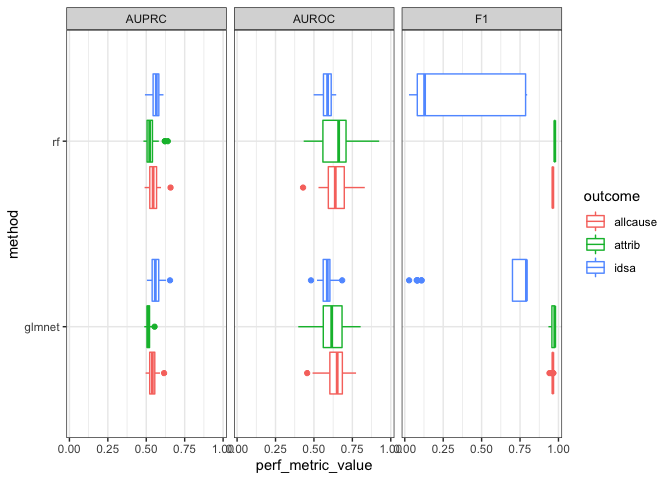 AUPRC AUROC F1
rf
glmnet
method
0.00 0.25 0.50 0.75 1.00 0.00 0.25 0.50 0.75 1.00 0.00 0.25 0.50 0.75 1.00
perf_metric_value
outcome
allcause
attrib
idsa